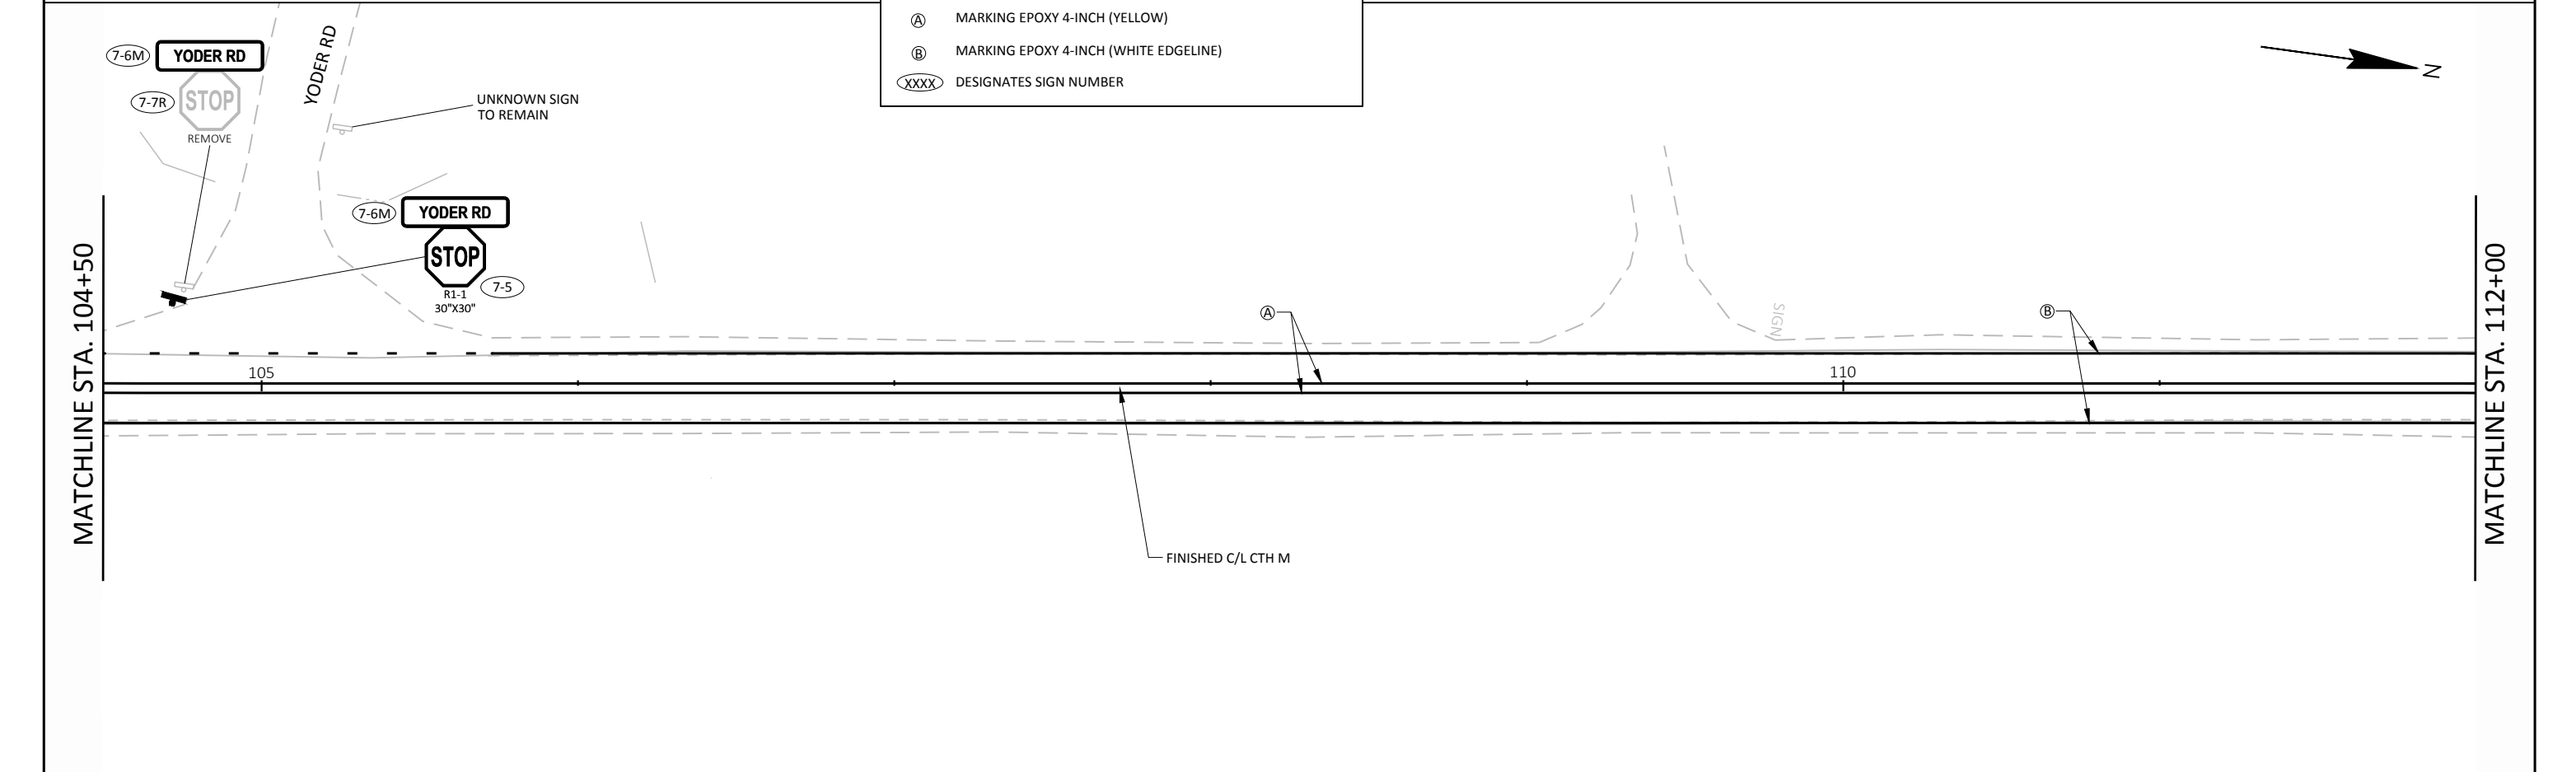 Ⓐ MARKING EPOXY 4-INCH (YELLOW)
Ⓑ MARKING EPOXY 4-INCH (WHITE EDGELINE)
XXXX DESIGNATES SIGN NUMBER
7-6M YODER RD
7-7R STOP
REMOVE
YODER RD
UNKNOWN SIGN
TO REMAIN
N
7-6M YODER RD
STOP
7-5
R1-1
30"X30"
MATCHLINE STA. 104+50
A
SIGN
B
105
110
FINISHED C/L CTH M
MATCHLINE STA. 112+00